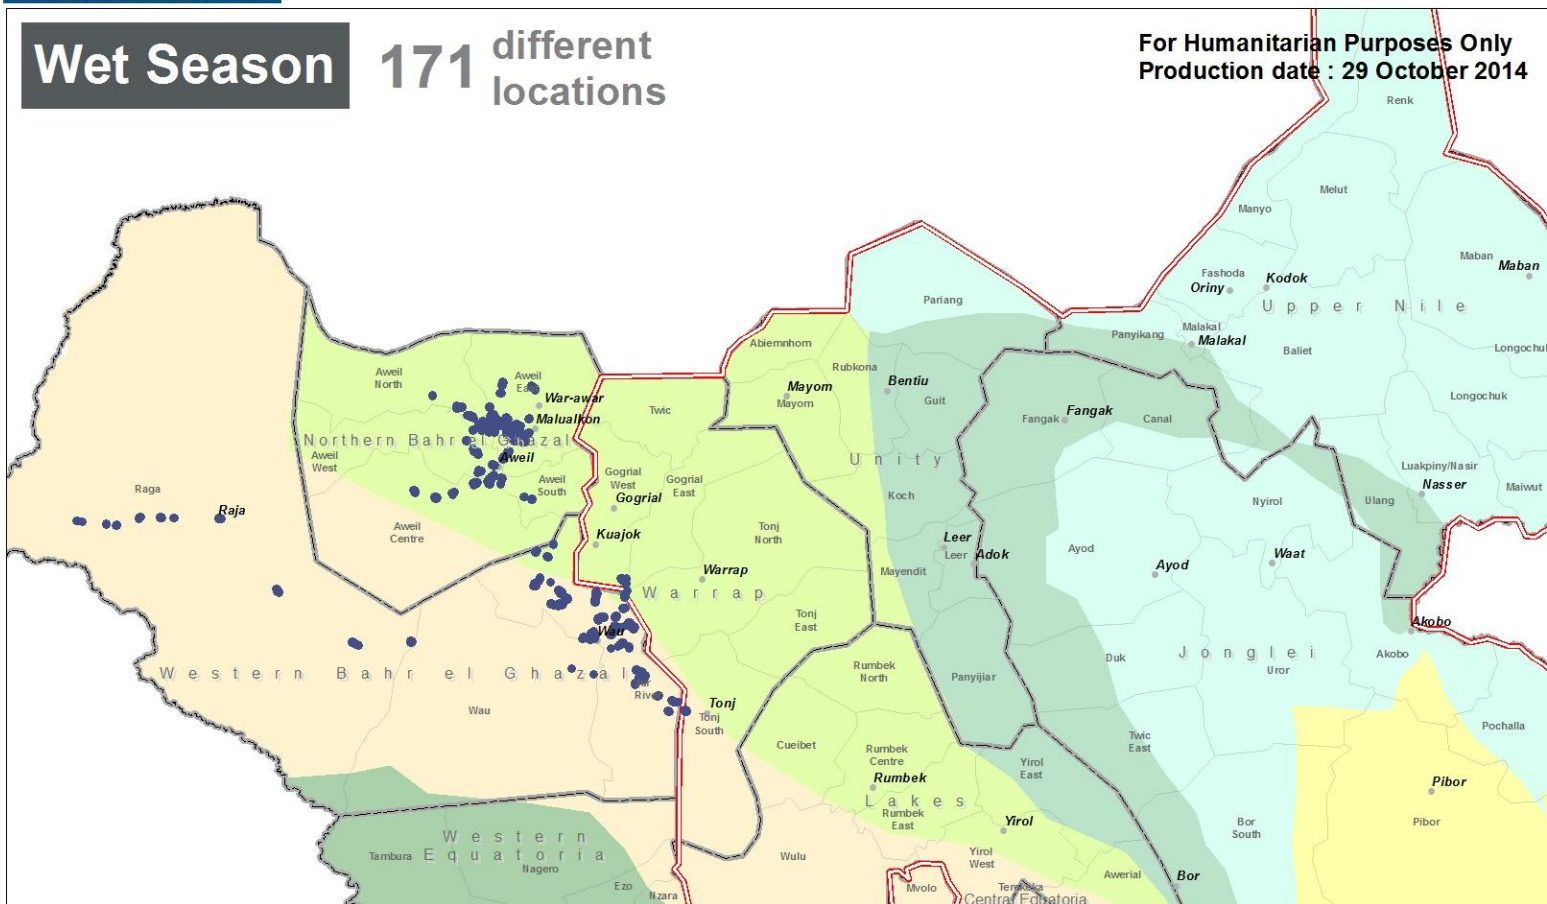 Wet Season
171 different
locations
For Humanitarian Purposes Only
Production date : 29 October 2014
Renk
Melut
Manyo
Maban
Maban
Fashoda
Oriny
Kodok
Upper Nile
Pariang
Panyikang
Malakal
Malakal
Baliet
Longochuk
Abiemnhom
Rubkona
Aweil
North
Aweil
East
Mayom
Mayom
Bentiu
Guit
Longochuk
War-awar
Twic
Fangak
Fangak
Canal
Malualkon
Northern Bahr el Ghazal
Aweil
West
Aweil
Unity
Luakpiny/Nasir
Nasser
Maiwut
Gogrial
West
Gogrial
East
Aweil
South
Raga
Raja
Gogrial
Koch
Nyirol
Ulang
Aweil
Centre
Kuajok
Tonj
North
Leer
Leer
Adok
Ayod
Ayod
Waat
Warrap
Warrap
Mayendit
Tonj
East
Wau
Akobo
Akobo
Jonglei
Uror
Duk
Western Bahr el Ghazal
Rumbek
North
Panyijiar
River
Wau
Tonj
Tonj
South
Pochalla
Cueibet
Rumbek
Centre
Twic
East
Yirol
East
Rumbek
Pibor
Lakes
Rumbek
East
Yirol
Pibor
Bor
South
Western
Equatoria
Tambura
Nagero
Wulu
Yirol
West
Awerial
Bor
Ezo
Nzara
Mvolo
Terekeka
Central Equatoria